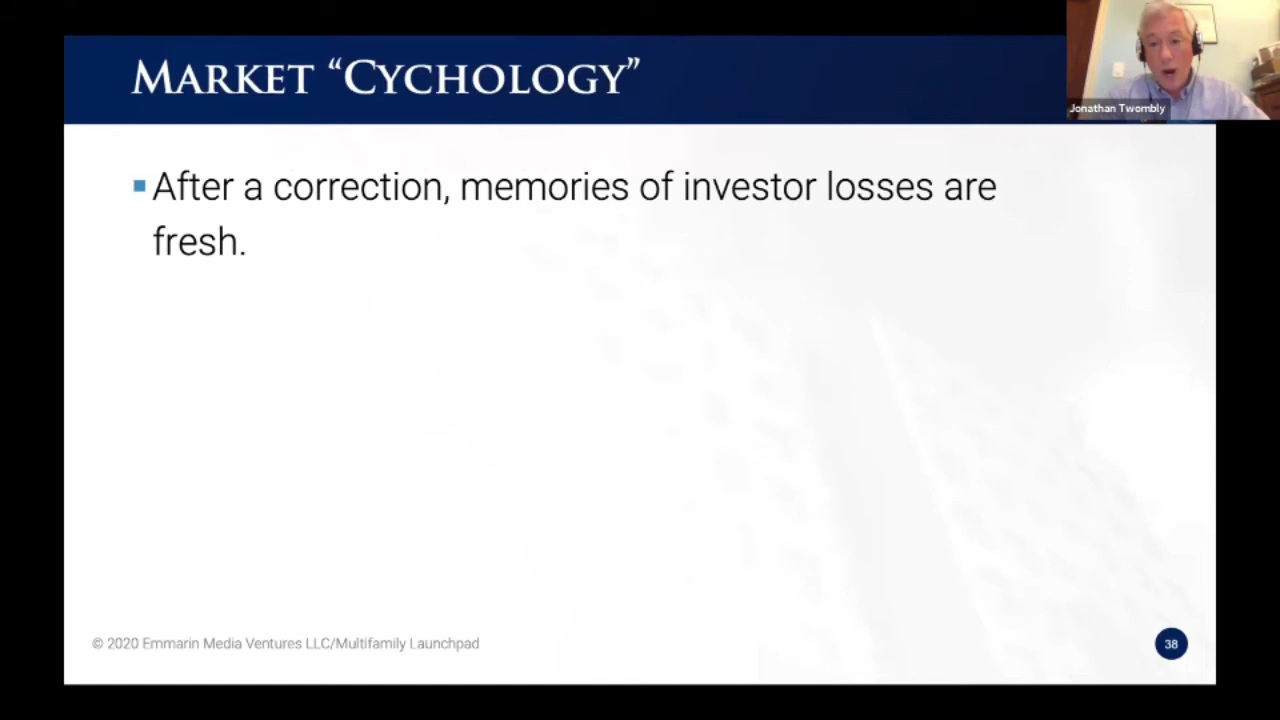 MARKET “CYCHOLOGY”
Jonathan Twombly
▪ After a correction, memories of investor losses are
fresh.
© 2020 Emmarin Media Ventures LLC/Multifamily Launchpad
38